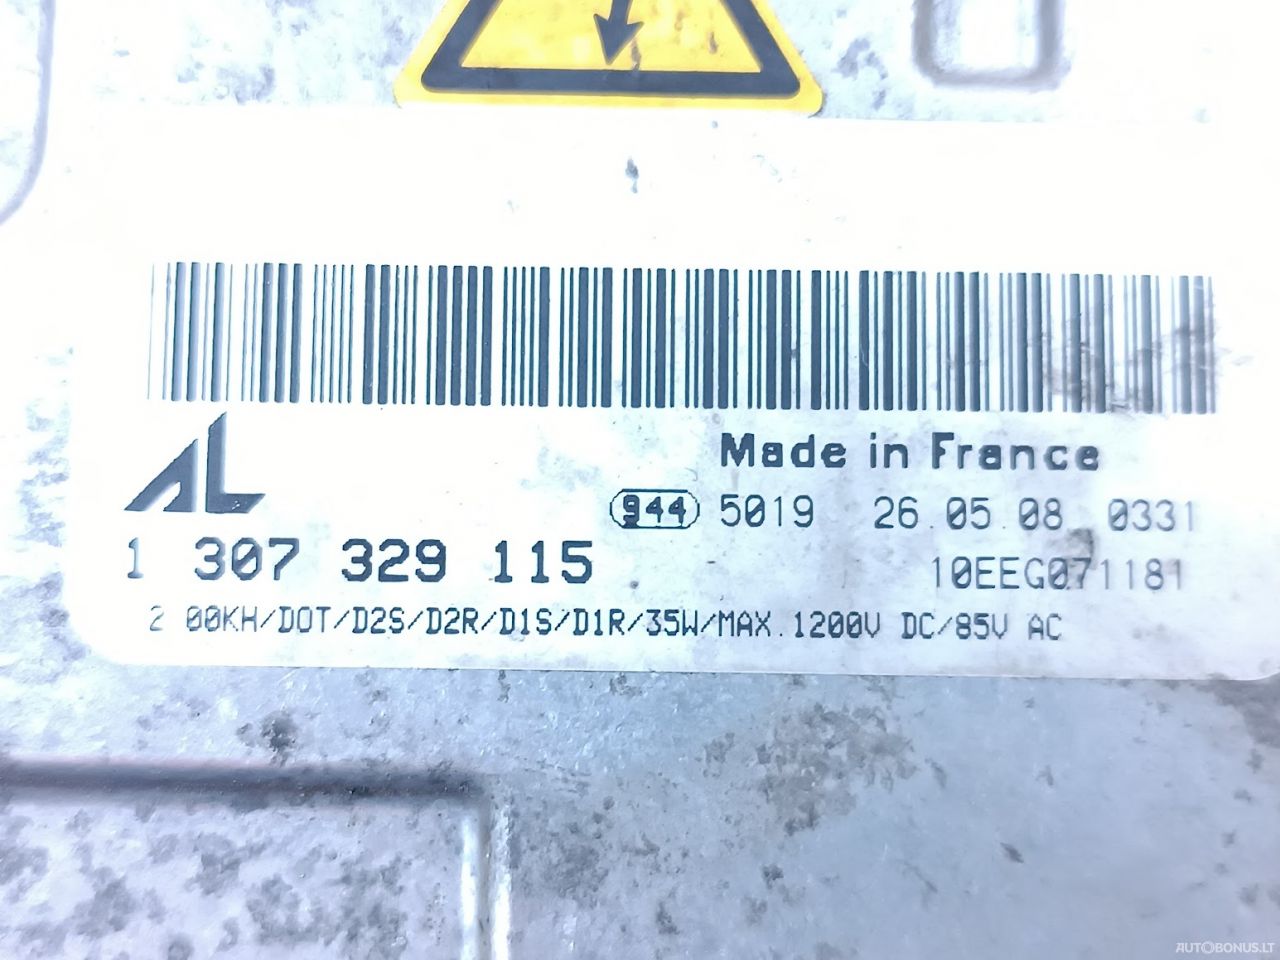 AL
Made in France
944 5019 26.05.08 0331
1 307 329 115
10EEG071181
2.00KH/DOT/D2S/D2R/D1S/D1R/35W/MAX.1200V DC/85V AC
AUTOBONUS.LT